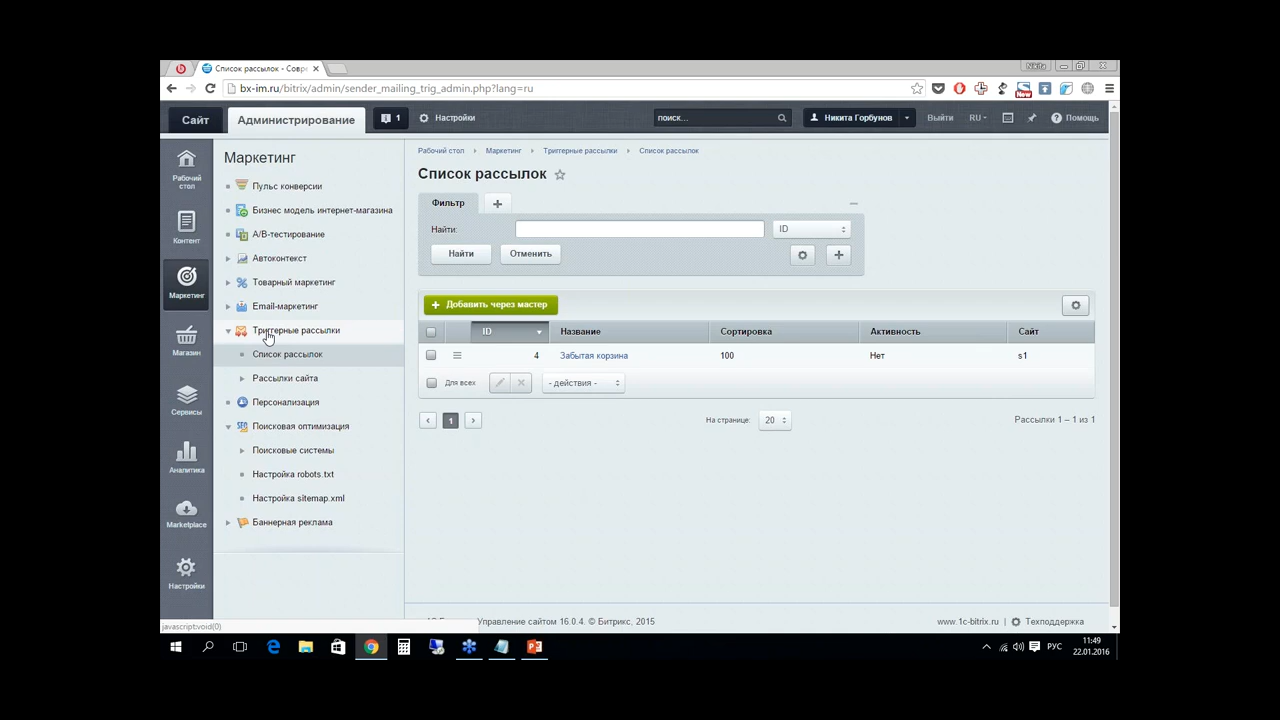 Список рассылок - Совре
Nikita
bx-im.ru/bitrix/admin/sender_mailing_trig_admin.php?lang=ru
New
Сайт
Администрирование
1
Настройки
поиск...
Никита Горбунов
Выйти
RU
Помощь
Рабочий стол
Контент
Маркетинг
Магазин
Сервисы
Аналитика
Marketplace
Настройки
Маркетинг
Пульс конверсии
Бизнес модель интернет-магазина
A/B-тестирование
Автоконтекст
Товарный маркетинг
Email-маркетинг
Триггерные рассылки
Список рассылок
Рассылки сайта
Персонализация
Поисковая оптимизация
Поисковые системы
Настройка robots.txt
Настройка sitemap.xml
Баннерная реклама
Рабочий стол Маркетинг Триггерные рассылки Список рассылок
Список рассылок
Фильтр
Найти: ID
Найти Отменить
Добавить через мастер
ID Название Сортировка Активность Сайт
4 Забытая корзина 100 Нет s1
Для всех - действия -
1 На странице: 20 Рассылки 1 – 1 из 1
Управление сайтом 16.0.4. © Битрикс, 2015 www.1c-bitrix.ru Техподдержка
javascript:void(0)
РУС
11:49
22.01.2016